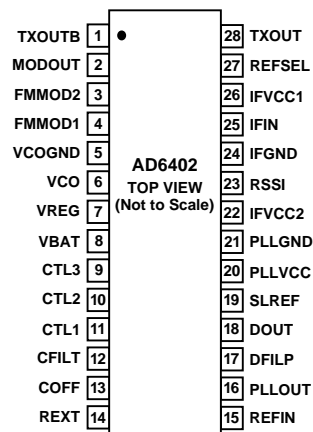 TXOUTB 1
MODOUT 2
FMMOD2 3
FMMOD1 4
VCOGND 5
VCO 6
VREG 7
VBAT 8
CTL3 9
CTL2 10
CTL1 11
CFILT 12
COFF 13
REXT 14
AD6402
TOP VIEW
(Not to Scale)
28 TXOUT
27 REFSEL
26 IFVCC1
25 IFIN
24 IFGND
23 RSSI
22 IFVCC2
21 PLLGND
20 PLLVCC
19 SLREF
18 DOUT
17 DFILP
16 PLLOUT
15 REFIN